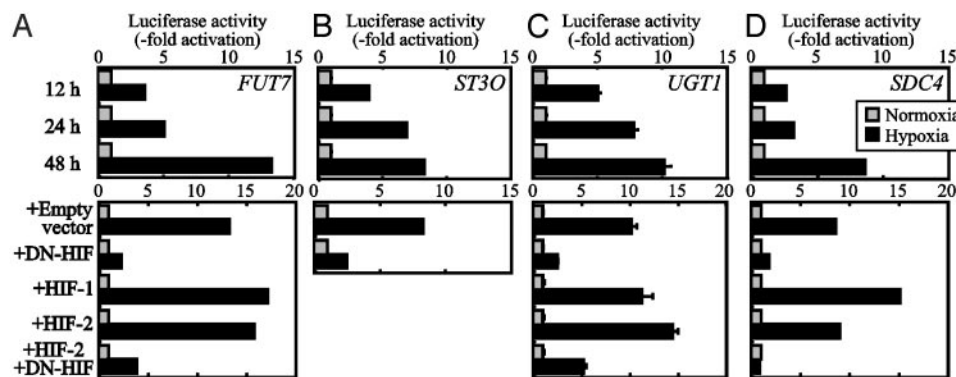 A
Luciferase activity
(-fold activation)
B
Luciferase activity
(-fold activation)
C
Luciferase activity
(-fold activation)
D
Luciferase activity
(-fold activation)
0 5 10 15
0 5 10 15
0 5 10 15
0 5 10 15
FUT7
ST3O
UGT1
SDC4
12 h
24 h
48 h
Normoxia
Hypoxia
0 5 10 15 20
0 5 10 15 20
0 5 10 15 20
+Empty
vector
+DN-HIF
0 5 10 15
+HIF-1
+HIF-2
+HIF-2
+DN-HIF